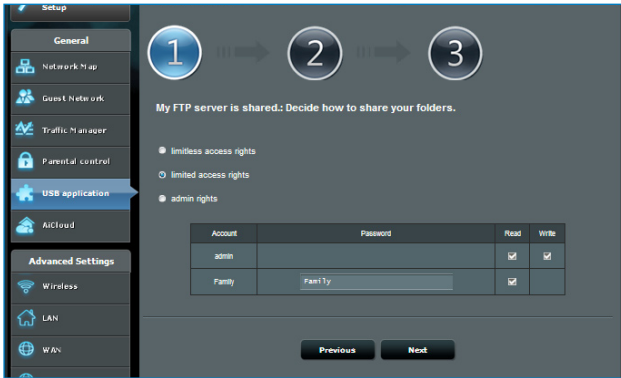 Setup
General
Network Map
Guest Network
Traffic Manager
Parental control
USB application
AiCloud
Advanced Settings
Wireless
LAN
WAN
1
2
3
My FTP server is shared.: Decide how to share your folders.
limitless access rights
limited access rights
admin rights
Account Password Read Write
admin
Family Family
Previous Next